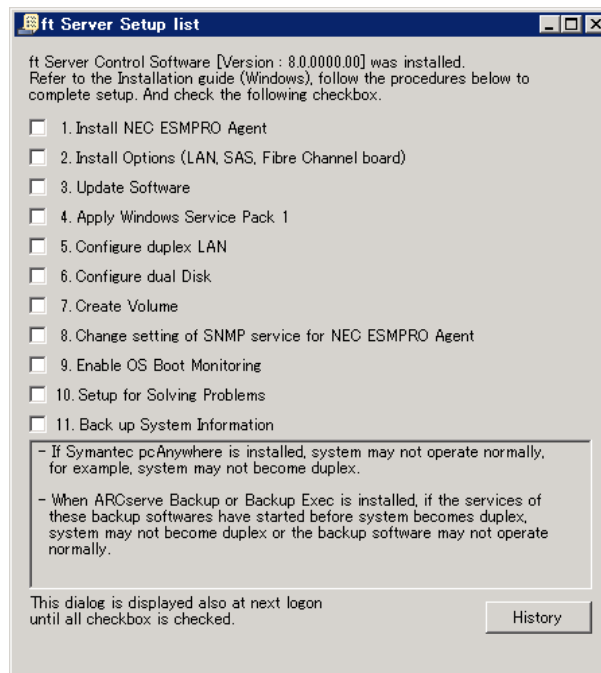 ft Server Setup list
ft Server Control Software [Version : 8.0.0000.00] was installed.
Refer to the Installation guide (Windows), follow the procedures below to
complete setup. And check the following checkbox.
1. Install NEC ESMPRO Agent
2. Install Options (LAN, SAS, Fibre Channel board)
3. Update Software
4. Apply Windows Service Pack 1
5. Configure duplex LAN
6. Configure dual Disk
7. Create Volume
8. Change setting of SNMP service for NEC ESMPRO Agent
9. Enable OS Boot Monitoring
10. Setup for Solving Problems
11. Back up System Information
- If Symantec pcAnywhere is installed, system may not operate normally,
for example, system may not become duplex.
- When ARCserve Backup or Backup Exec is installed, if the services of
these backup softwares have started before system becomes duplex,
system may not become duplex or the backup software may not operate
normally.
This dialog is displayed also at next logon
until all checkbox is checked.
History